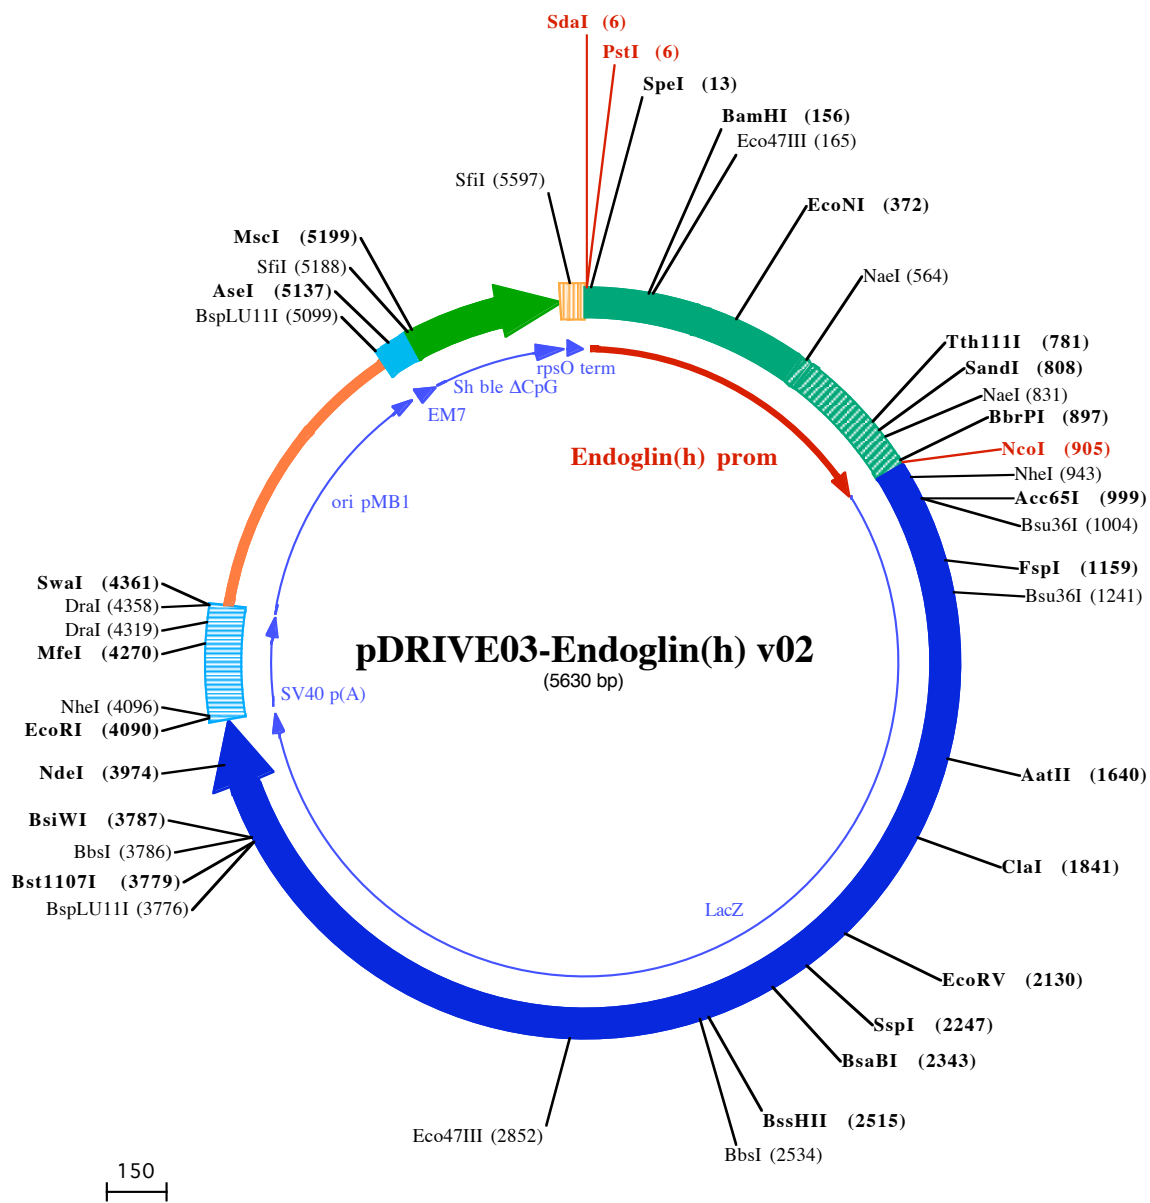 SdaI (6)
PstI (6)
SpeI (13)
BamHI (156)
Eco47III (165)
SfiI (5597)
EcoNI (372)
MscI (5199)
SfiI (5188)
NaeI (564)
AseI (5137)
BspLU11I (5099)
Tth111I (781)
SandI (808)
rpsO term
Sh ble ΔCpG
NaeI (831)
EM7
BbrPI (897)
Endoglin(h) prom
NcoI (905)
NheI (943)
ori pMB1
Acc65I (999)
Bsu36I (1004)
FspI (1159)
SwaI (4361)
Bsu36I (1241)
DraI (4358)
DraI (4319)
MfeI (4270)
pDRIVE03-Endoglin(h) v02
(5630 bp)
SV40 p(A)
NheI (4096)
EcoRI (4090)
NdeI (3974)
AatII (1640)
BsiWI (3787)
BbsI (3786)
ClaI (1841)
Bst1107I (3779)
BspLU11I (3776)
LacZ
EcoRV (2130)
SspI (2247)
BsaBI (2343)
BssHII (2515)
Eco47III (2852)
BbsI (2534)
150